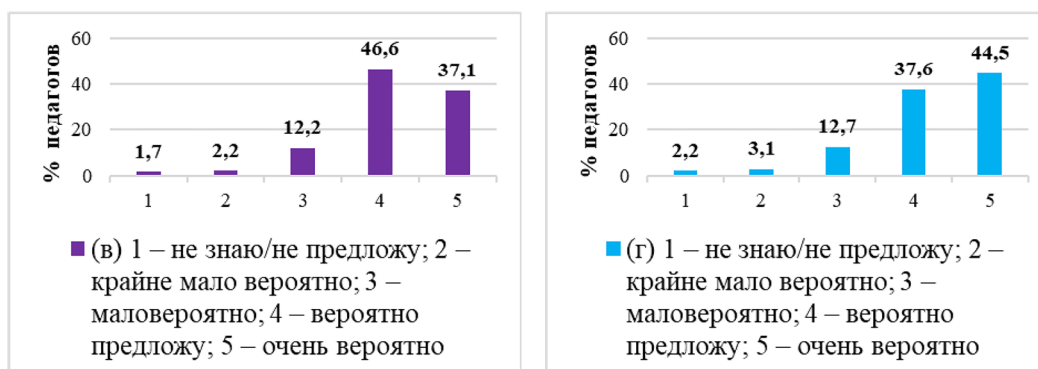 % педагогов
60
40
20
0
1,7
2,2
12,2
46,6
37,1
1 2 3 4 5
(в) 1 – не знаю/не предложу; 2 –
крайне мало вероятно; 3 –
маловероятно; 4 – вероятно
предложу; 5 – очень вероятно
% педагогов
60
40
20
0
2,2
3,1
12,7
37,6
44,5
1 2 3 4 5
(г) 1 – не знаю/не предложу; 2 –
крайне мало вероятно; 3 –
маловероятно; 4 – вероятно
предложу; 5 – очень вероятно